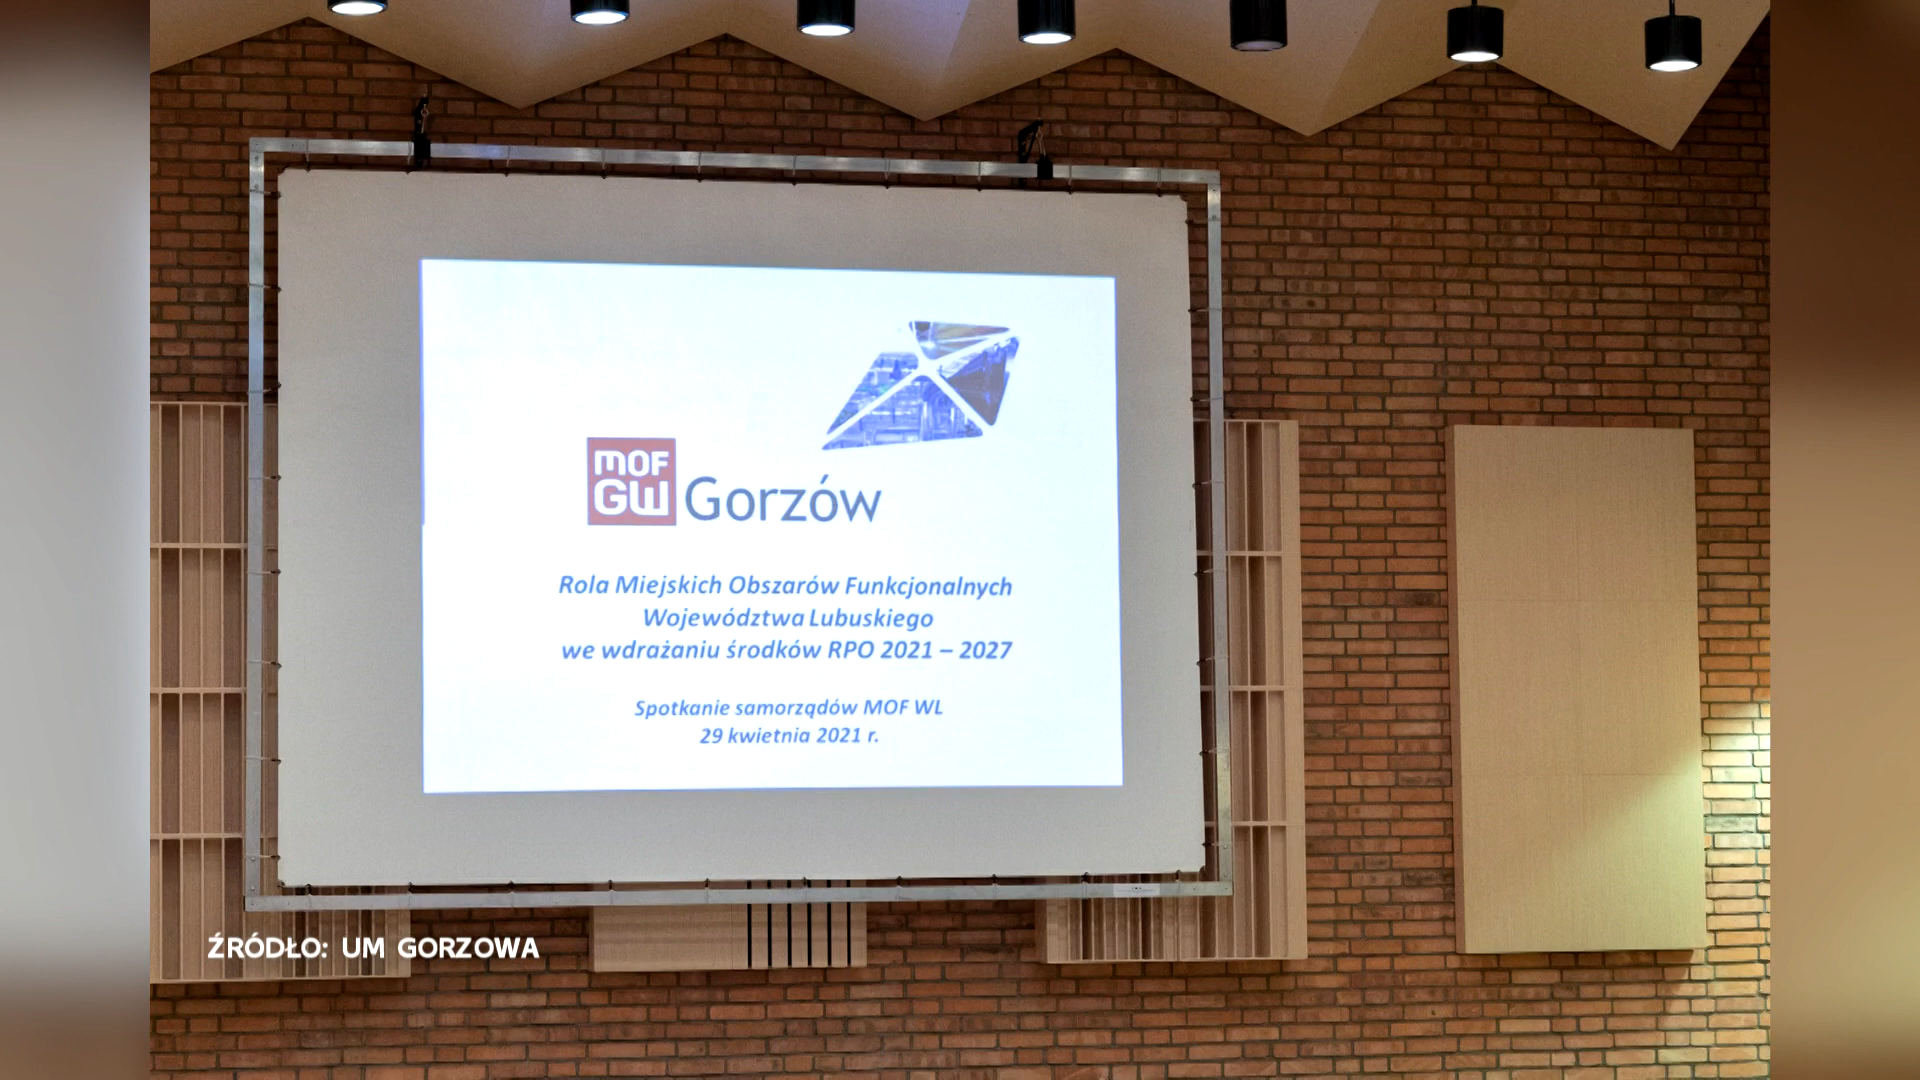 MOF
GW Gorzów
Rola Miejskich Obszarów Funkcjonalnych
Województwa Lubuskiego
we wdrażaniu środków RPO 2021 – 2027
Spotkanie samorządów MOF WL
29 kwietnia 2021 r.
ŹRÓDŁO: UM GORZOWA